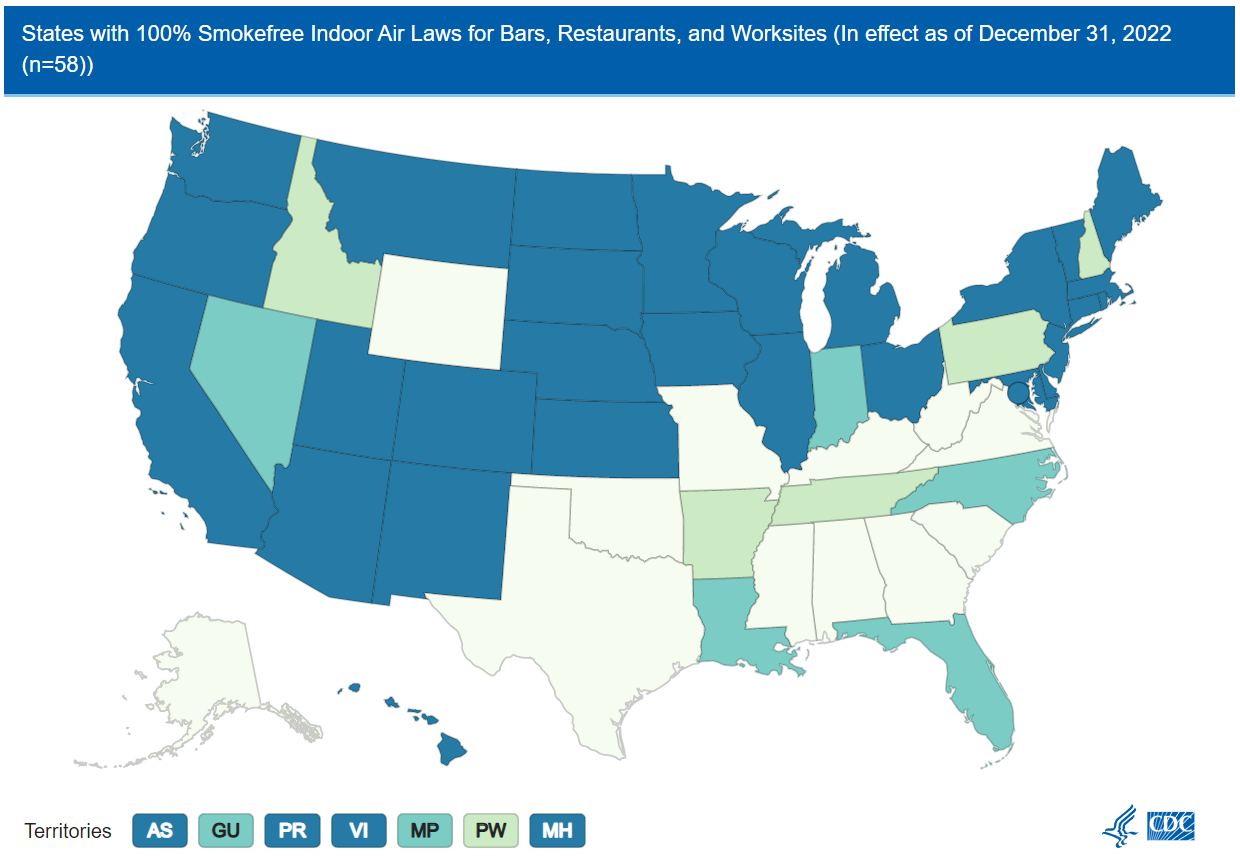 States with 100% Smokefree Indoor Air Laws for Bars, Restaurants, and Worksites (In effect as of December 31, 2022
(n=58))
Territories AS GU PR VI MP PW MH
CDC